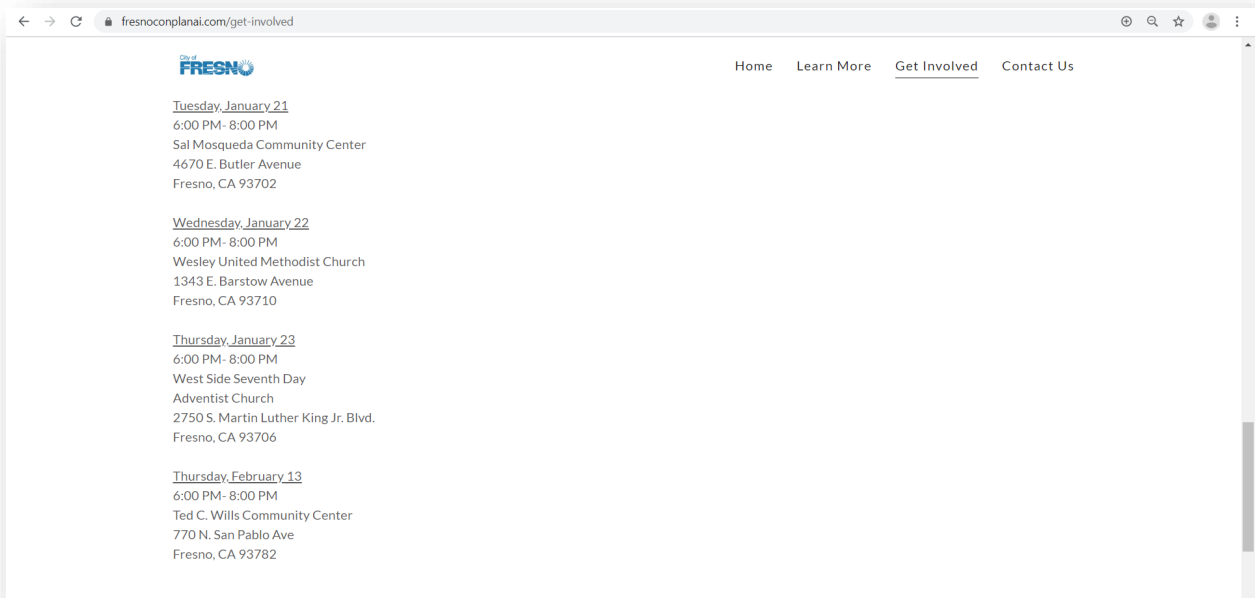 fresnoconplanai.com/get-involved
City of
FRESNO
Home Learn More Get Involved Contact Us
Tuesday, January 21
6:00 PM- 8:00 PM
Sal Mosqueda Community Center
4670 E. Butler Avenue
Fresno, CA 93702
Wednesday, January 22
6:00 PM- 8:00 PM
Wesley United Methodist Church
1343 E. Barstow Avenue
Fresno, CA 93710
Thursday, January 23
6:00 PM- 8:00 PM
West Side Seventh Day
Adventist Church
2750 S. Martin Luther King Jr. Blvd.
Fresno, CA 93706
Thursday, February 13
6:00 PM- 8:00 PM
Ted C. Wills Community Center
770 N. San Pablo Ave
Fresno, CA 93782